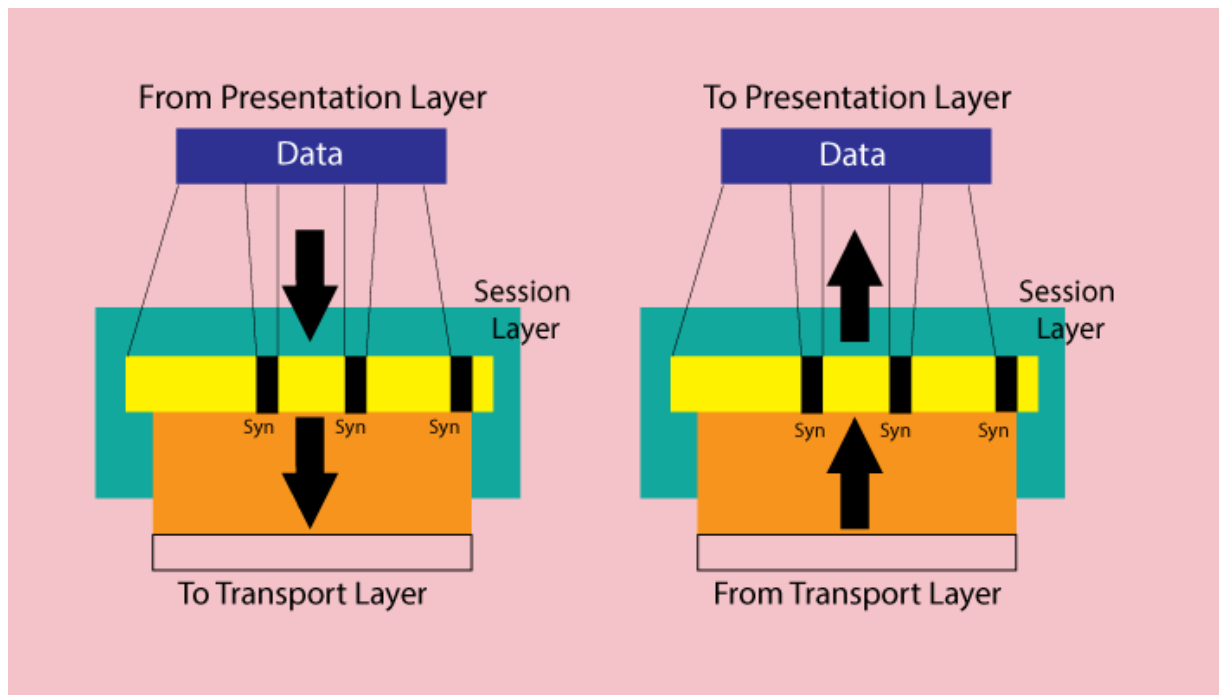 From Presentation Layer
Data
Session
Layer
Syn Syn Syn
To Transport Layer
To Presentation Layer
Data
Session
Layer
Syn Syn Syn
From Transport Layer